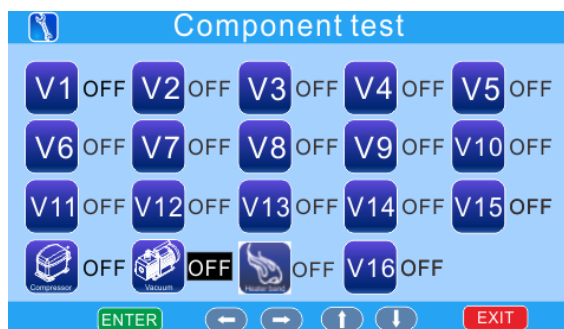 Component test
V1 OFF V2 OFF V3 OFF V4 OFF V5 OFF
V6 OFF V7 OFF V8 OFF V9 OFF V10 OFF
V11 OFF V12 OFF V13 OFF V14 OFF V15 OFF
Compressor OFF Vacuum OFF Heater band OFF V16 OFF
ENTER EXIT